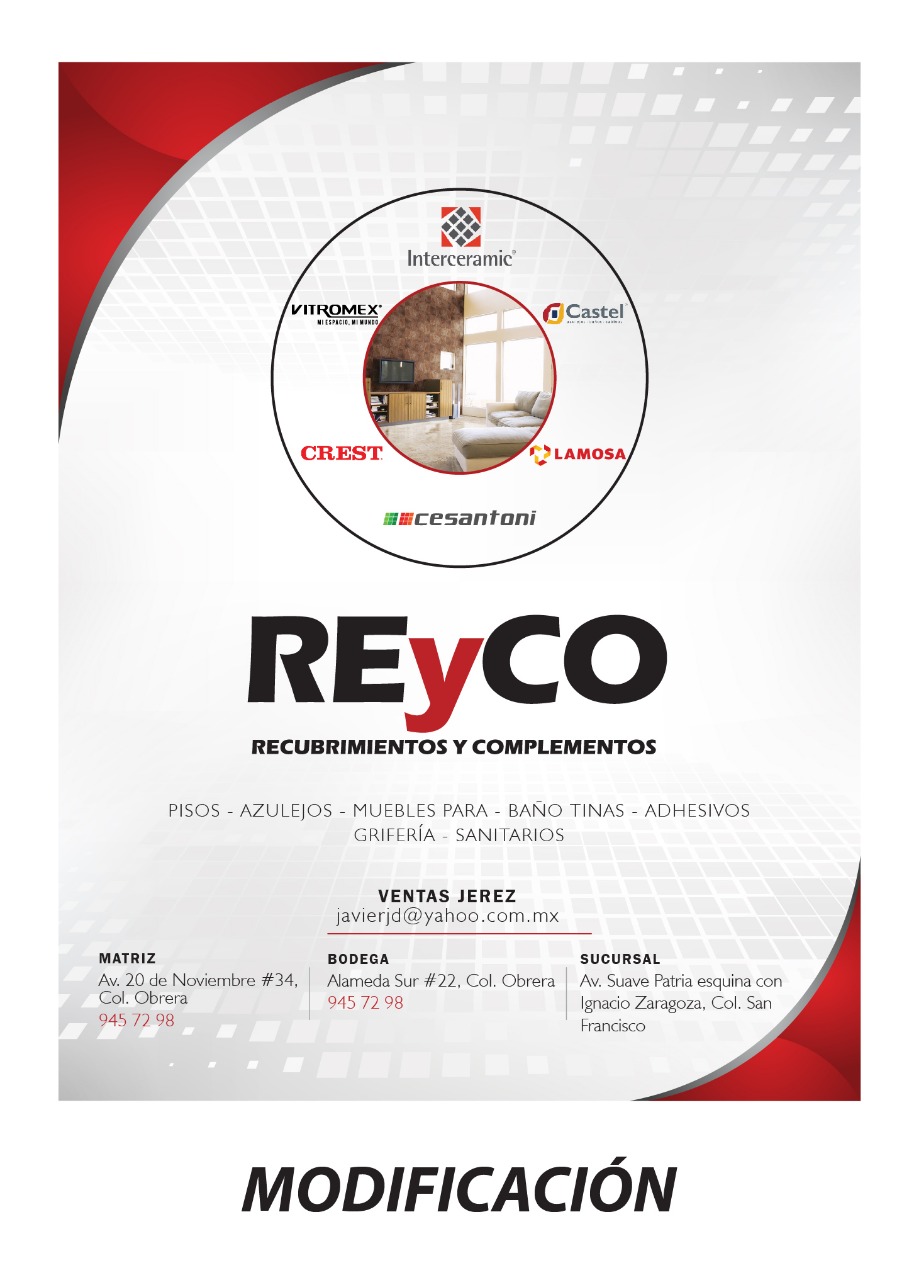 Interceramic®
VITROMEX®
MI ESPACIO, MI MUNDO
Castel®
CREST
LAMOSA
cesantoni
REyCO
RECUBRIMIENTOS Y COMPLEMENTOS
PISOS - AZULEJOS - MUEBLES PARA - BAÑO TINAS - ADHESIVOS
GRIFERÍA - SANITARIOS
VENTAS JEREZ
javierjd@yahoo.com.mx
MATRIZ
Av. 20 de Noviembre #34,
Col. Obrera
945 72 98
BODEGA
Alameda Sur #22, Col. Obrera
945 72 98
SUCURSAL
Av. Suave Patria esquina con
Ignacio Zaragoza, Col. San
Francisco
MODIFICACIÓN